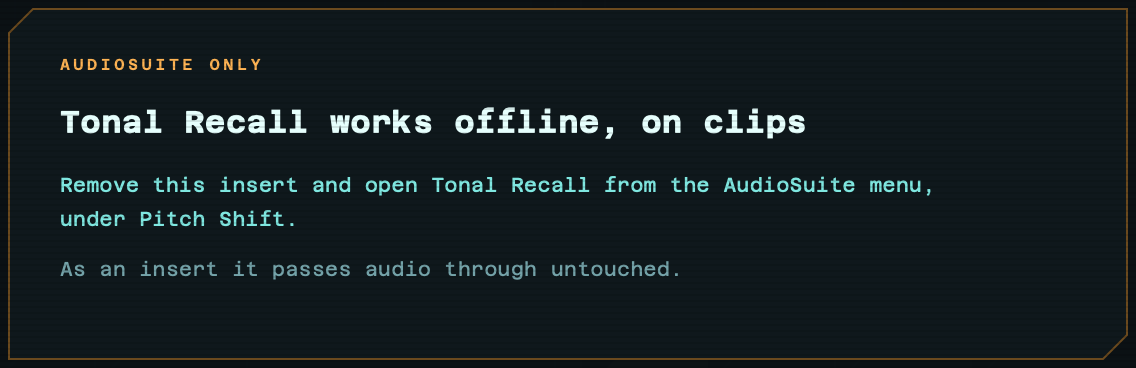 AUDIOSUITE ONLY
Tonal Recall works offline, on clips
Remove this insert and open Tonal Recall from the AudioSuite menu,
under Pitch Shift.
As an insert it passes audio through untouched.